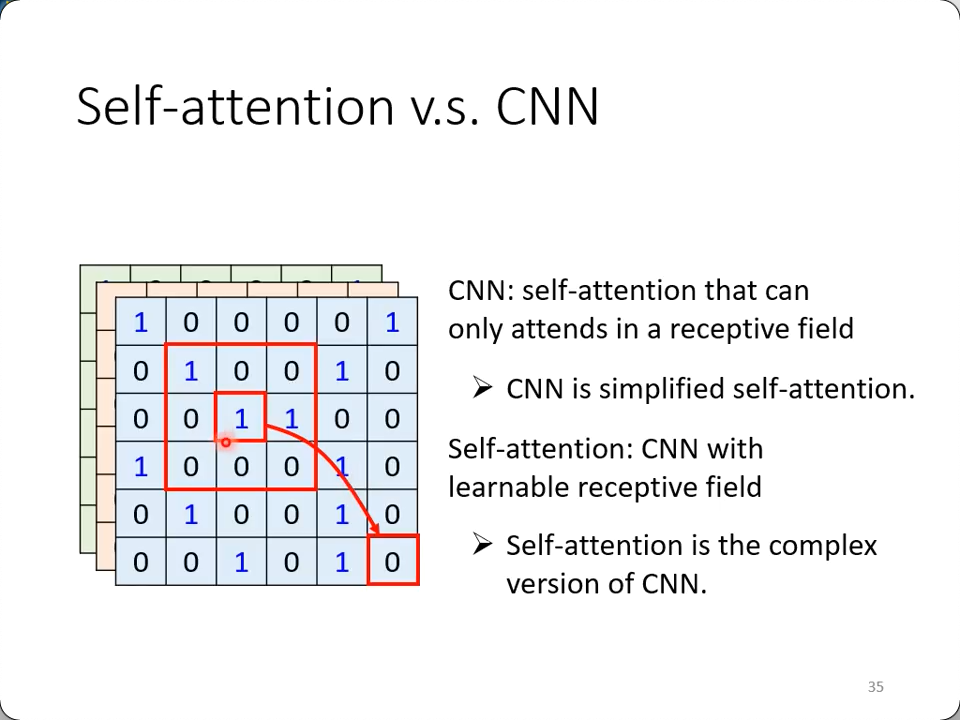 Self-attention v.s. CNN
1 0 0 0 0 1
0 1 0 0 1 0
0 0 1 1 0 0
1 0 0 0 1 0
0 1 0 0 1 0
0 0 1 0 1 0
CNN: self-attention that can
only attends in a receptive field
➢ CNN is simplified self-attention.
Self-attention: CNN with
learnable receptive field
➢ Self-attention is the complex
version of CNN.
35